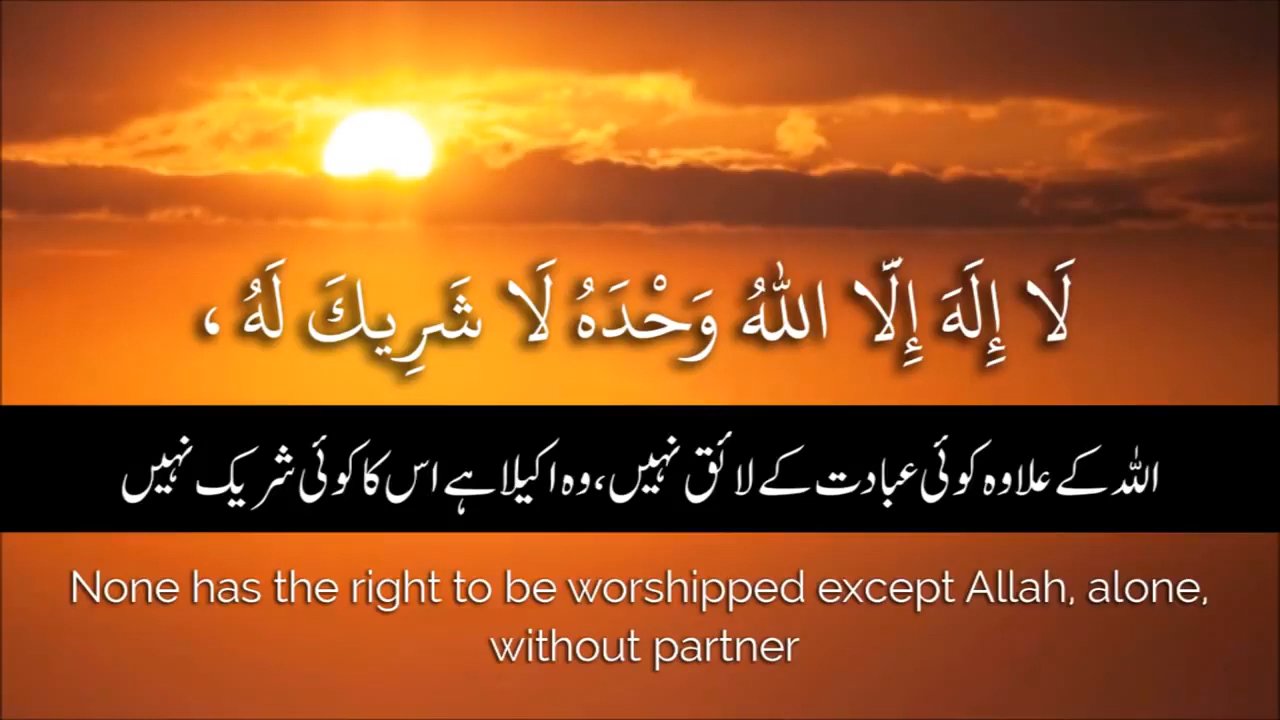 لَا إِلَهَ إِلّا اللهُ وَحْدَهُ لَا شَرِيكَ لَهُ ،
اللہ کے علاوہ کوئی عبادت کے لائق نہیں، وہ اکیلا ہے اس کا کوئی شریک نہیں
None has the right to be worshipped except Allah, alone,
without partner